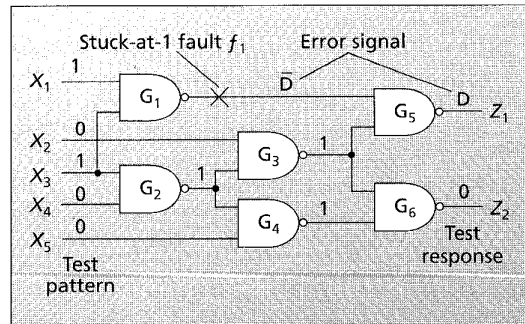 Stuck-at-1 fault f₁
Error signal
X₁ 1
G₁
D̅
D
G₅
Z₁
X₂ 0
G₃
1
X₃ 1
G₂
1
X₄ 0
G₆
0
Z₂
X₅ 0
G₄
1
Test pattern
Test response